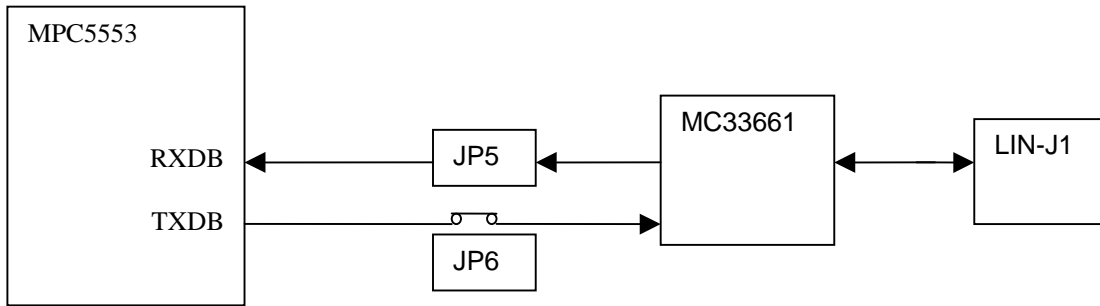 MPC5553
MC33661
RXDB
JP5
LIN-J1
TXDB
JP6